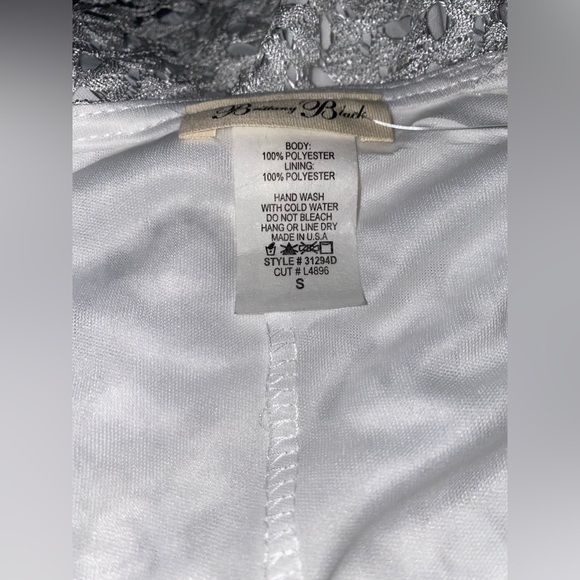 Brittany Black
BODY:
100% POLYESTER
LINING:
100% POLYESTER
HAND WASH
WITH COLD WATER
DO NOT BLEACH
HANG OR LINE DRY
MADE IN U.S.A
STYLE # 31294D
CUT # L4896
S